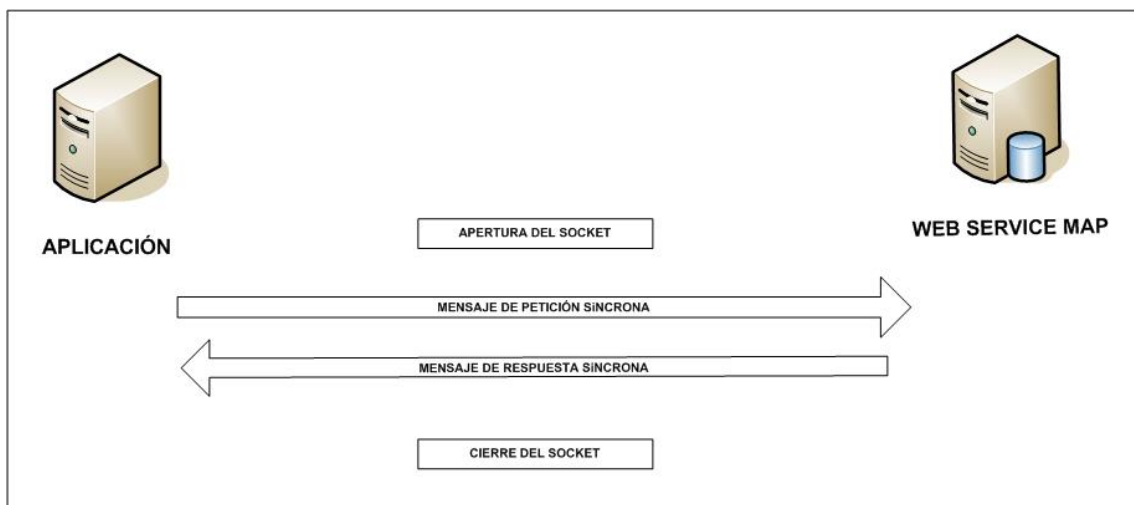 APLICACIÓN
WEB SERVICE MAP
APERTURA DEL SOCKET
MENSAJE DE PETICIÓN SíNCRONA
MENSAJE DE RESPUESTA SíNCRONA
CIERRE DEL SOCKET